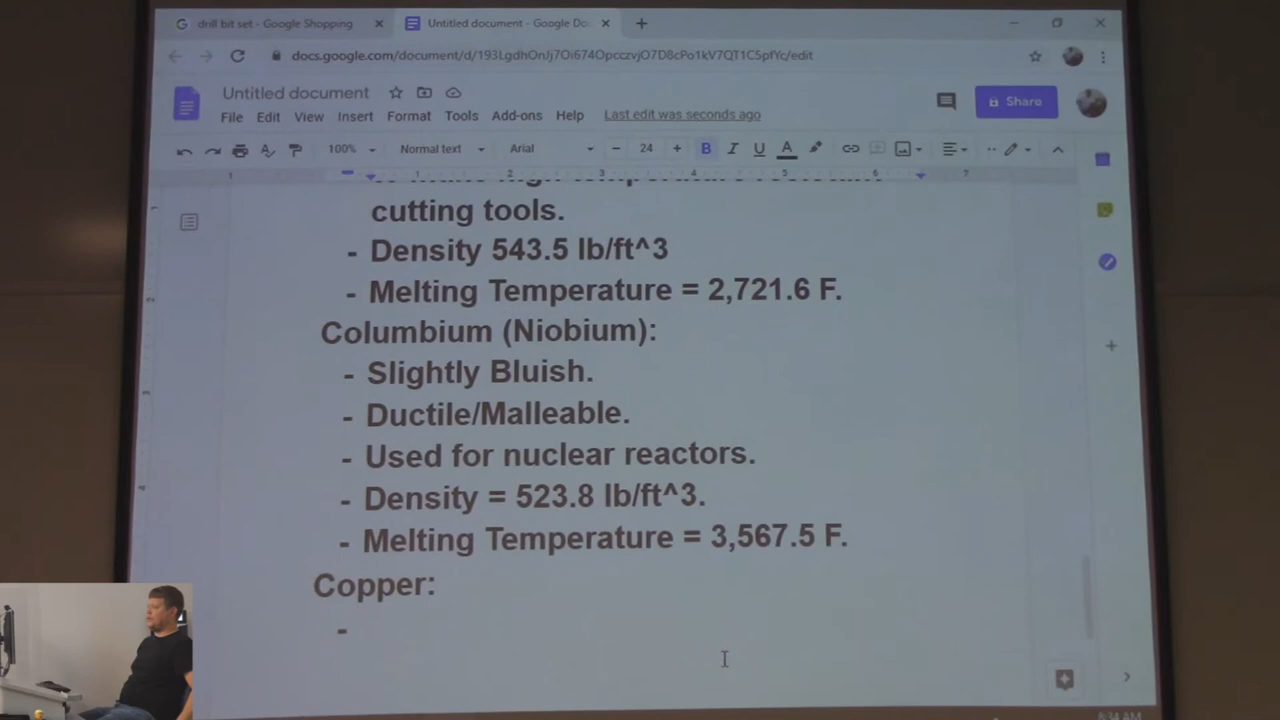 drill bit set - Google Shopping
Untitled document - Google Do
docs.google.com/document/d/193LgdhOnJj7Oi674OpcczvjO7D8cPo1kV7QT1C5pfYc/edit
Untitled document
File Edit View Insert Format Tools Add-ons Help Last edit was seconds ago
Share
100% Normal text Arial 24 B I U A
cutting tools.
- Density 543.5 lb/ft^3
- Melting Temperature = 2,721.6 F.
Columbium (Niobium):
- Slightly Bluish.
- Ductile/Malleable.
- Used for nuclear reactors.
- Density = 523.8 lb/ft^3.
- Melting Temperature = 3,567.5 F.
Copper:
-
6:34 AM